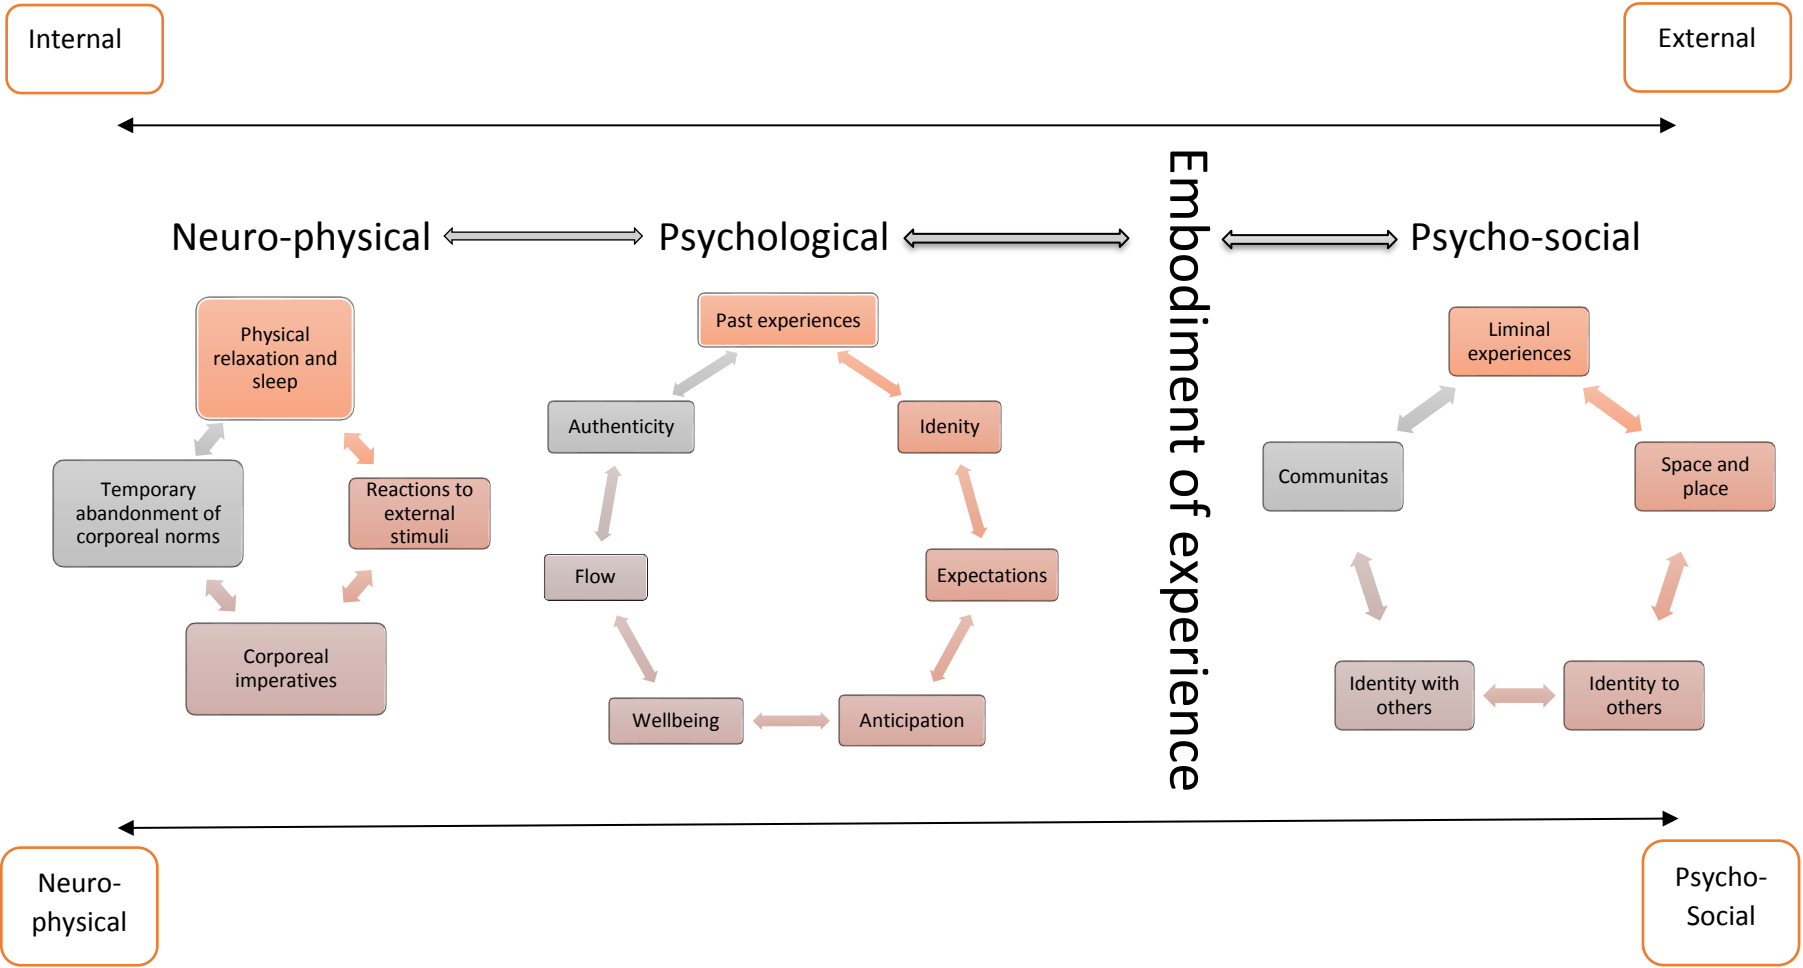 Internal
External
Neuro-physical
Psychological
Embodiment of experience
Psycho-social
Physical
relaxation and
sleep
Temporary
abandonment of
corporeal norms
Reactions to
external
stimuli
Corporeal
imperatives
Past experiences
Authenticity
Idenity
Flow
Expectations
Wellbeing
Anticipation
Liminal
experiences
Communitas
Space and
place
Identity with
others
Identity to
others
Neuro-
physical
Psycho-
Social